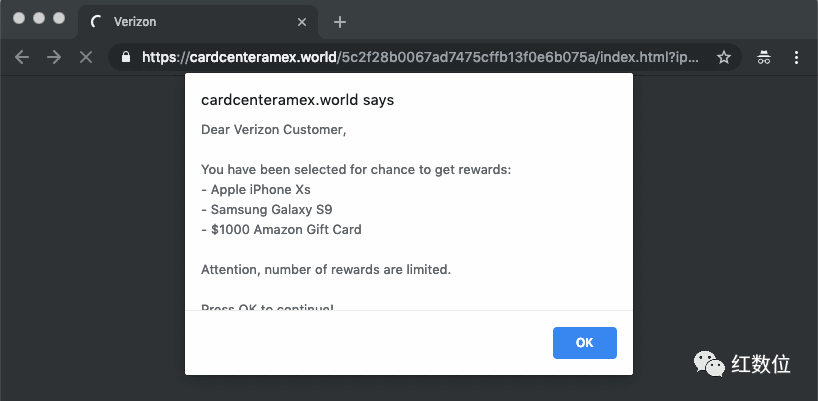 Verizon
https://cardcenteramex.world/5c2f28b0067ad7475cffb13f0e6b075a/index.html?ip...
cardcenteramex.world says
Dear Verizon Customer,
You have been selected for chance to get rewards:
- Apple iPhone Xs
- Samsung Galaxy S9
- $1000 Amazon Gift Card
Attention, number of rewards are limited.
Press OK to continue!
OK
红数位